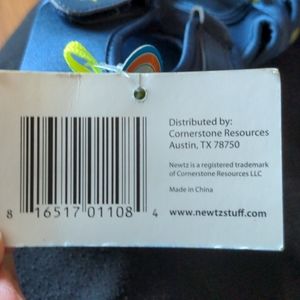 Distributed by:
Cornerstone Resources
Austin, TX 78750
Newtz is a registered trademark
of Cornerstone Resources LLC
Made in China
www.newtzstuff.com
8 16517 01108 4